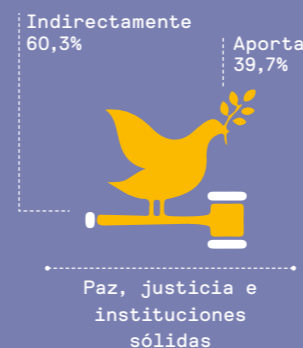 Indirectamente
60,3%
Aporta
39,7%
Paz, justicia e
instituciones
sólidas